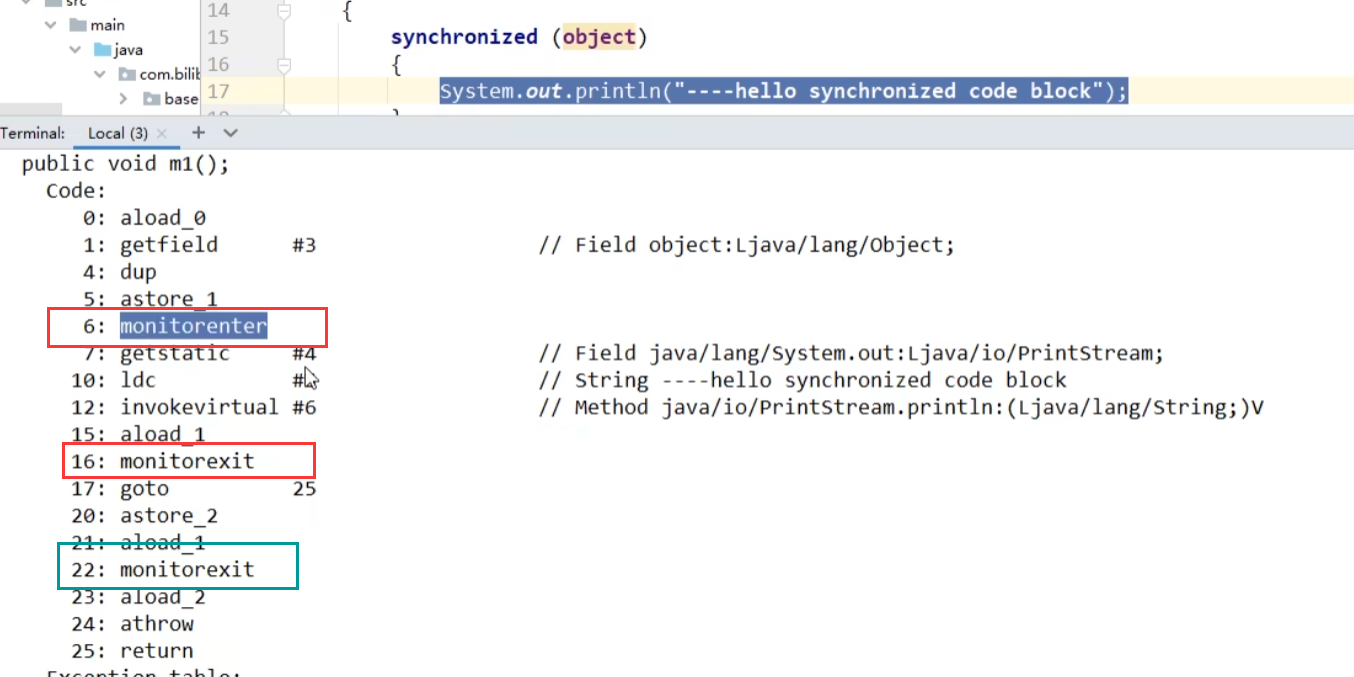 src
main
java
com.bilib
base
14 {
15 synchronized (object)
16 {
17 System.out.println("----hello synchronized code block");
Terminal: Local (3) × +
public void m1();
Code:
0: aload_0
1: getfield #3 // Field object:Ljava/lang/Object;
4: dup
5: astore_1
6: monitorenter
7: getstatic #4 // Field java/lang/System.out:Ljava/io/PrintStream;
10: ldc # // String ----hello synchronized code block
12: invokevirtual #6 // Method java/io/PrintStream.println:(Ljava/lang/String;)V
15: aload_1
16: monitorexit
17: goto 25
20: astore_2
21: aload_1
22: monitorexit
23: aload_2
24: athrow
25: return
Exception table: